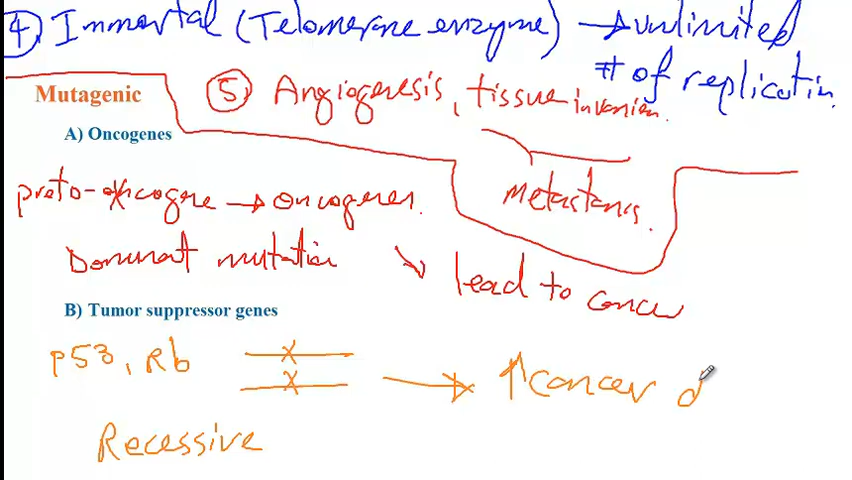 4) Immortal (Telomerase enzyme) → unlimited
# of replication.
Mutagenic
5 Angiogenesis, tissue invasion.
A) Oncogenes
Metastasis.
proto-oncogene → oncogenes.
Dominant mutation ↘ lead to cancer
B) Tumor suppressor genes
p53, Rb → ↑ cancer
Recessive